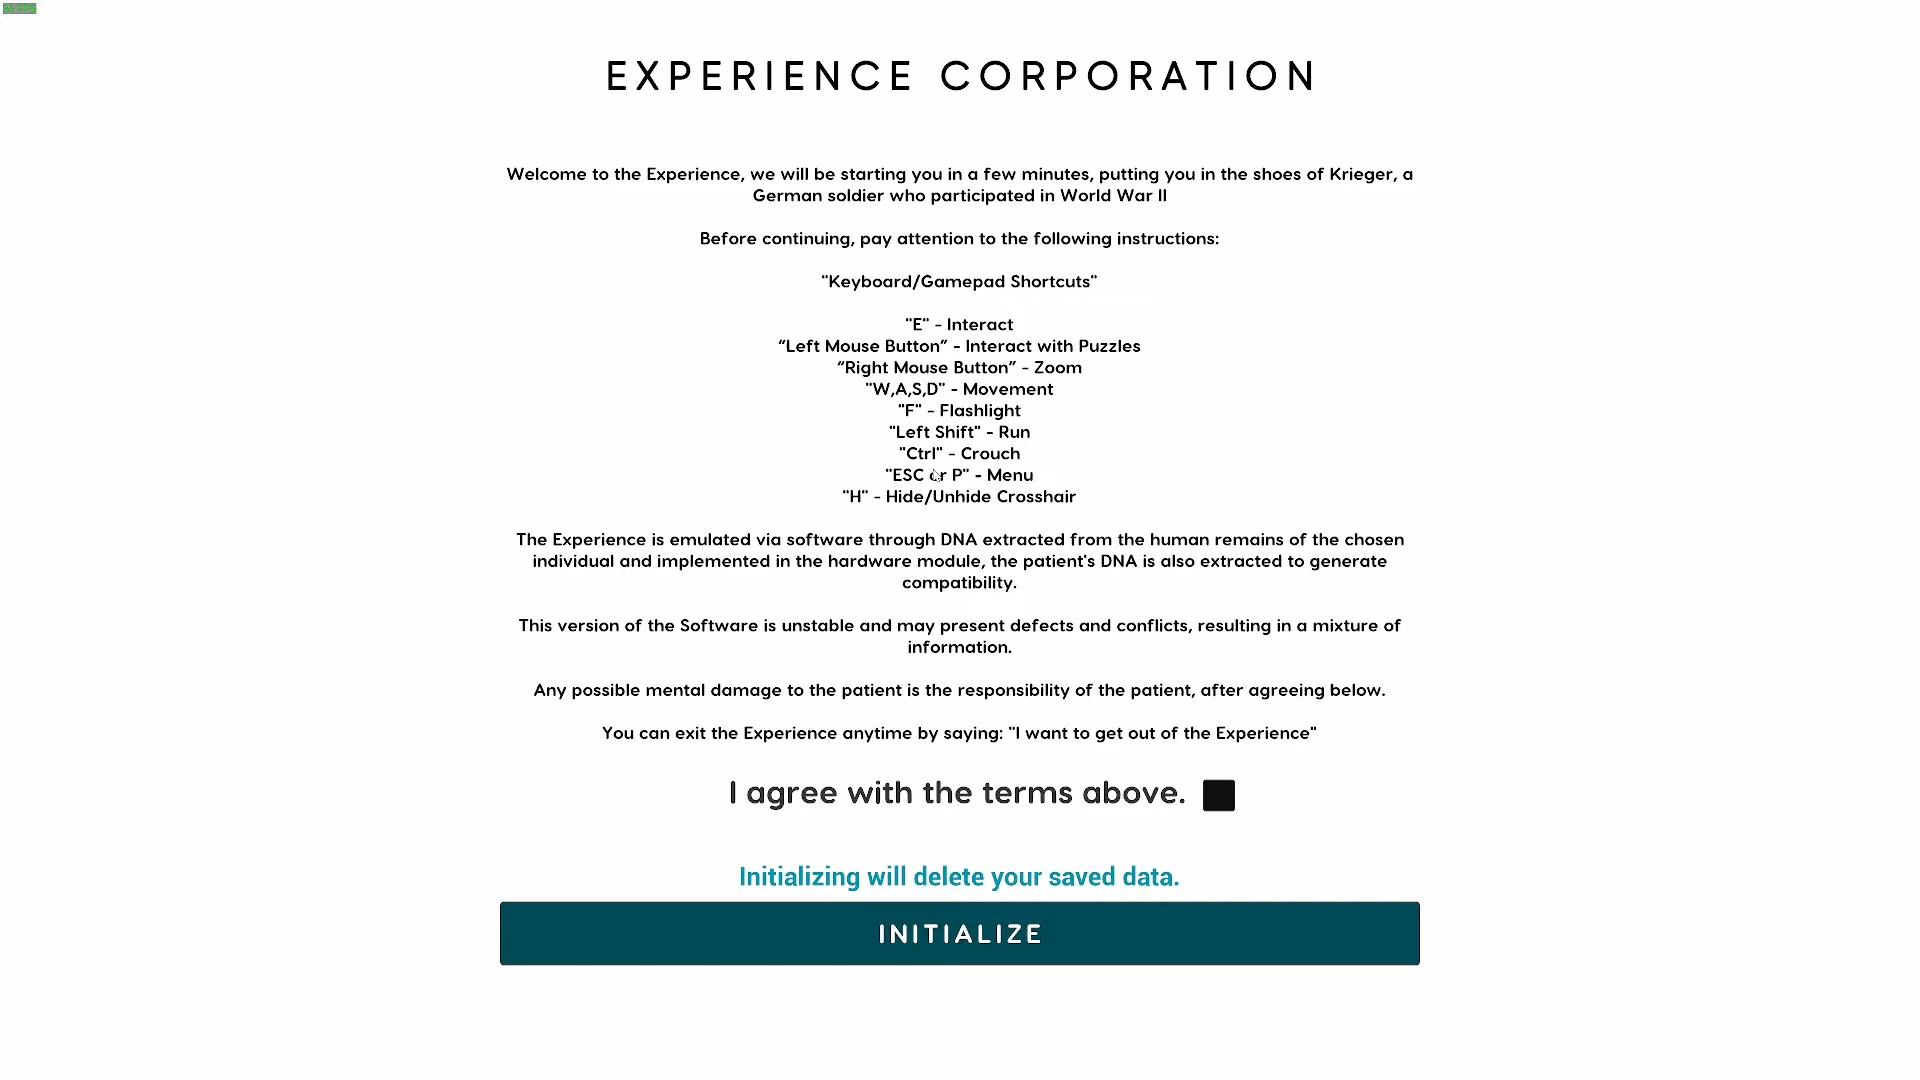 EXPERIENCE CORPORATION
Welcome to the Experience, we will be starting you in a few minutes, putting you in the shoes of Krieger, a
German soldier who participated in World War II
Before continuing, pay attention to the following instructions:
"Keyboard/Gamepad Shortcuts"
"E" - Interact
“Left Mouse Button” - Interact with Puzzles
“Right Mouse Button” - Zoom
"W,A,S,D" - Movement
"F" - Flashlight
"Left Shift" - Run
"Ctrl" - Crouch
"ESC or P" - Menu
"H" - Hide/Unhide Crosshair
The Experience is emulated via software through DNA extracted from the human remains of the chosen
individual and implemented in the hardware module, the patient's DNA is also extracted to generate
compatibility.
This version of the Software is unstable and may present defects and conflicts, resulting in a mixture of
information.
Any possible mental damage to the patient is the responsibility of the patient, after agreeing below.
You can exit the Experience anytime by saying: "I want to get out of the Experience"
I agree with the terms above.
Initializing will delete your saved data.
INITIALIZE